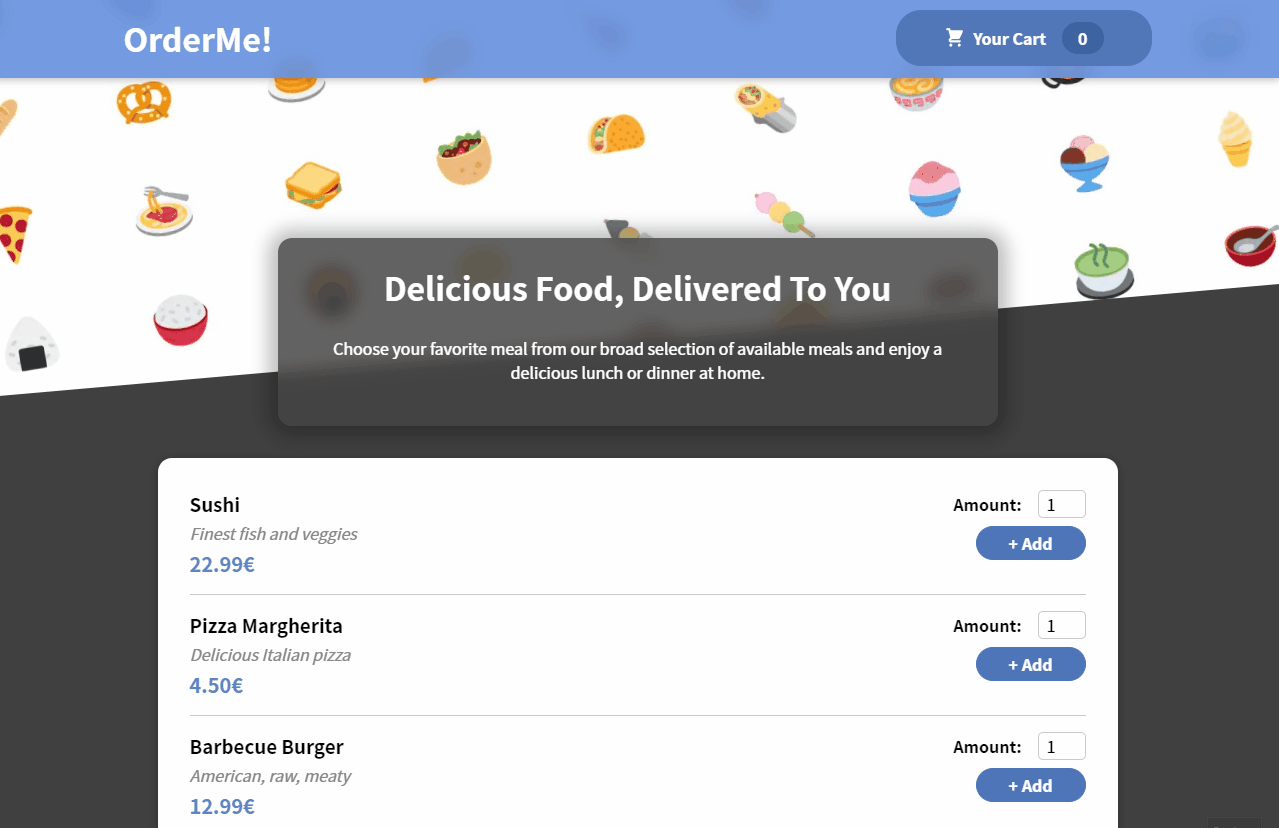 OrderMe!
Your Cart 0
Delicious Food, Delivered To You
Choose your favorite meal from our broad selection of available meals and enjoy a
delicious lunch or dinner at home.
Sushi
Amount: 1
Finest fish and veggies
+ Add
22.99€
Pizza Margherita
Amount: 1
Delicious Italian pizza
+ Add
4.50€
Barbecue Burger
Amount: 1
American, raw, meaty
+ Add
12.99€